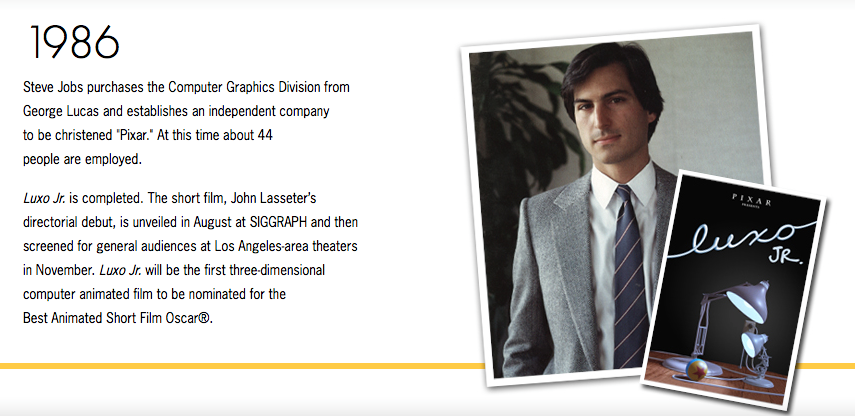 1986
Steve Jobs purchases the Computer Graphics Division from
George Lucas and establishes an independent company
to be christened "Pixar." At this time about 44
people are employed.
Luxo Jr. is completed. The short film, John Lasseter's
directorial debut, is unveiled in August at SIGGRAPH and then
screened for general audiences at Los Angeles-area theaters
in November. Luxo Jr. will be the first three-dimensional
computer animated film to be nominated for the
Best Animated Short Film Oscar®.
PIXAR
PRESENTS
luxo
JR.